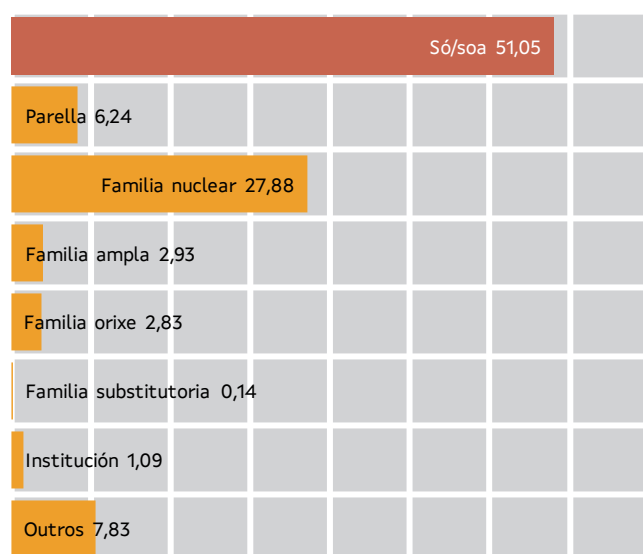 Só/soa 51,05
Parella 6,24
Familia nuclear 27,88
Familia ampla 2,93
Familia orixe 2,83
Familia substitutoria 0,14
Institución 1,09
Outros 7,83